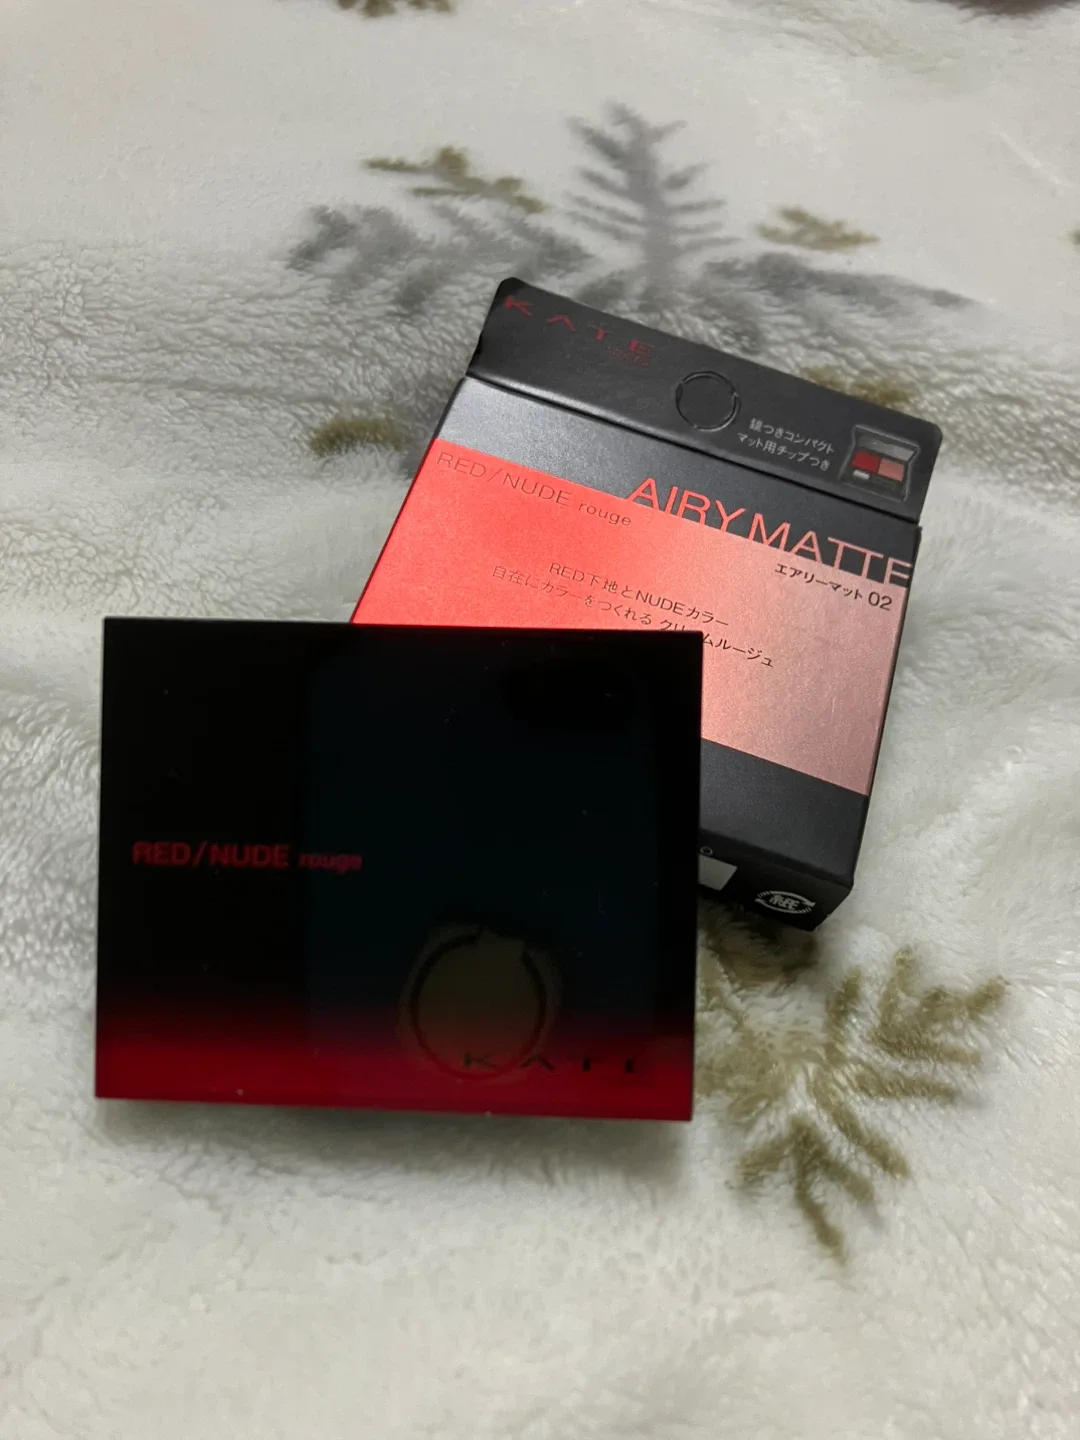 KATE
鏡つきコンパクト
マット用チップつき
RED/NUDE rouge
AIRY MATTE
エアリーマット 02
RED下地とNUDEカラー
自在にカラーをつくれる クリームルージュ
RED/NUDE rouge
KATE
紙